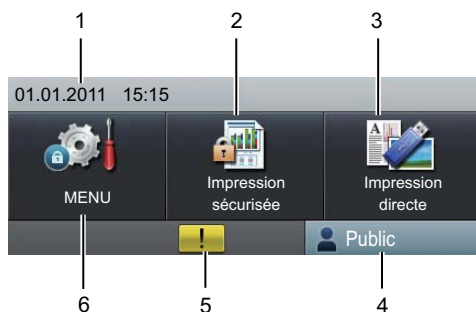 1 2 3
01.01.2011 15:15
MENU
Impression
sécurisée
Impression
directe
! Public
6 5 4